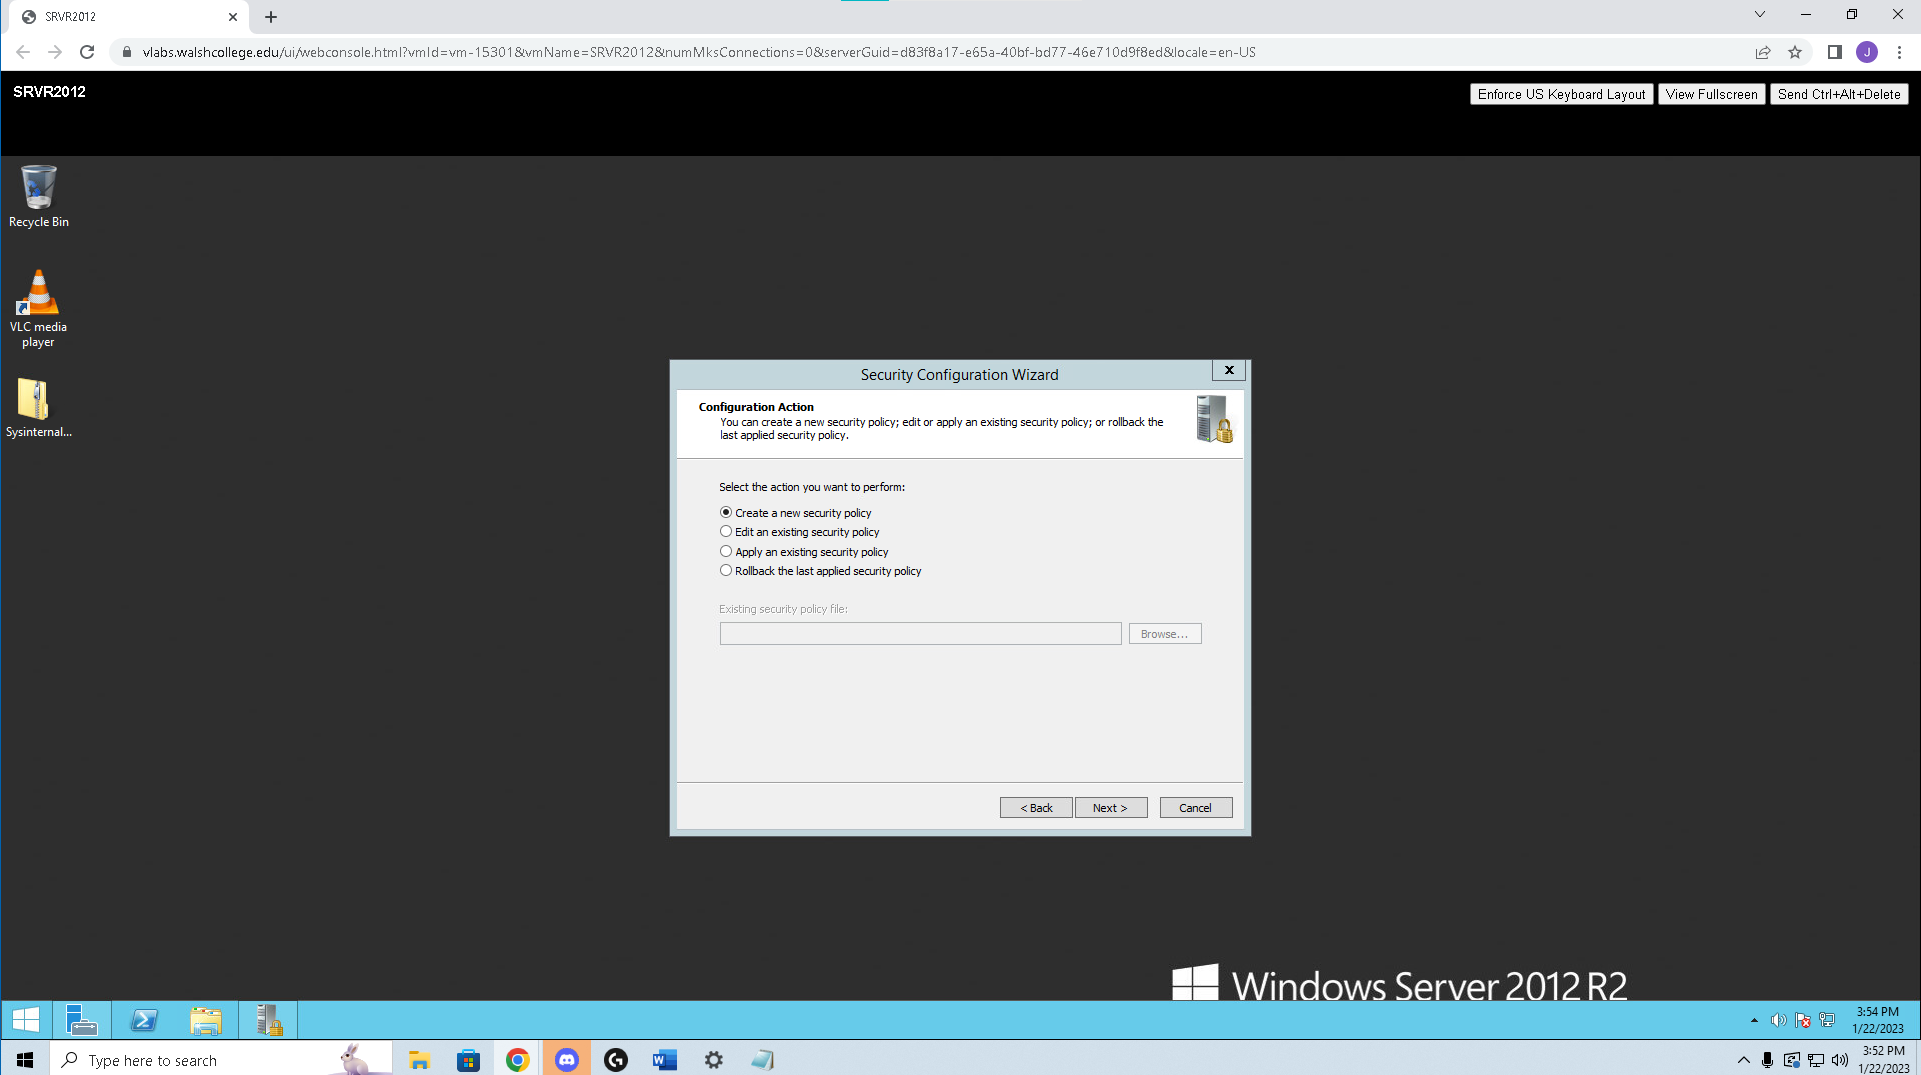 SRVR2012
vlabs.walshcollege.edu/ui/webconsole.html?vmId=vm-15301&vmName=SRVR2012&numMksConnections=0&serverGuid=d83f8a17-e65a-40bf-bd77-46e710d9f8ed&locale=en-US
J
SRVR2012
Enforce US Keyboard Layout
View Fullscreen
Send Ctrl+Alt+Delete
Recycle Bin
VLC media
player
Sysinternal...
Security Configuration Wizard
Configuration Action
You can create a new security policy; edit or apply an existing security policy; or rollback the
last applied security policy.
Select the action you want to perform:
Create a new security policy
Edit an existing security policy
Apply an existing security policy
Rollback the last applied security policy
Existing security policy file:
Browse...
< Back
Next >
Cancel
Windows Server 2012 R2
3:54 PM
1/22/2023
Type here to search
3:52 PM
1/22/2023